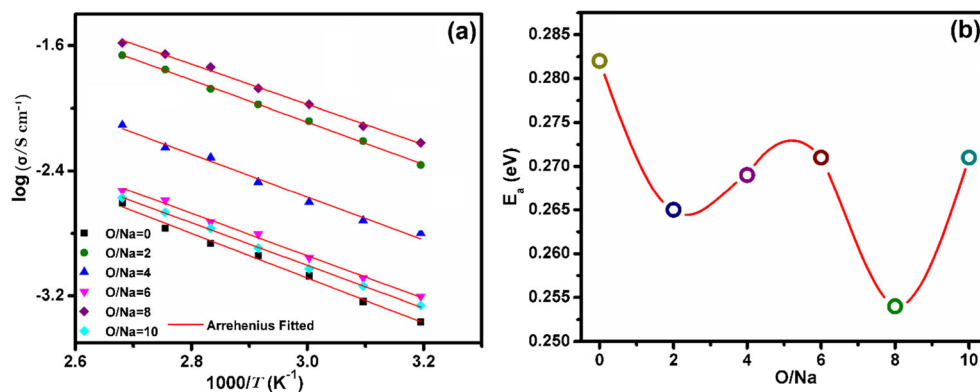 (a)
log (σ/S cm⁻¹)
-1.6
-2.4
-3.2
O/Na=0
O/Na=2
O/Na=4
O/Na=6
O/Na=8
O/Na=10
Arrehenius Fitted
2.6 2.8 3.0 3.2
1000/T (K⁻¹)
(b)
Eₐ (eV)
0.285
0.280
0.275
0.270
0.265
0.260
0.255
0.250
0 2 4 6 8 10
O/Na